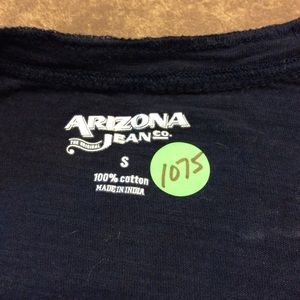 ARIZONA
JEAN CO.
THE ORIGINAL
S
100% cotton
MADE IN INDIA
1075